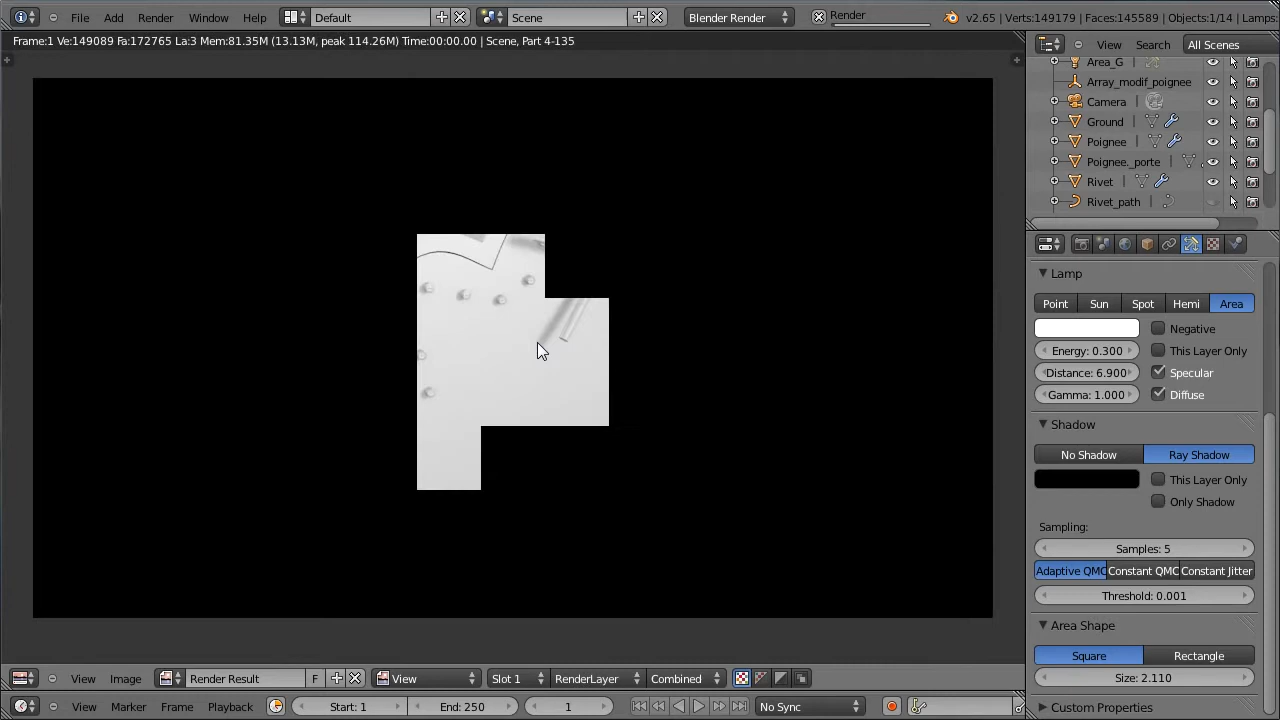 File Add Render Window Help Default Scene Blender Render Render v2.65 | Verts:149179 | Faces:145589 | Objects:1/14 | Lamps:
Frame:1 Ve:149089 Fa:172765 La:3 Mem:81.35M (13.13M, peak 114.26M) Time:00:00.00 | Scene, Part 4-135
View Search All Scenes
Area_G
Array_modif_poignee
Camera
Ground
Poignee
Poignee._porte
Rivet
Rivet_path
Lamp
Point Sun Spot Hemi Area
Negative
Energy: 0.300 This Layer Only
Distance: 6.900 Specular
Gamma: 1.000 Diffuse
Shadow
No Shadow Ray Shadow
This Layer Only
Only Shadow
Sampling:
Samples: 5
Adaptive QMC Constant QMC Constant Jitter
Threshold: 0.001
Area Shape
Square Rectangle
Size: 2.110
Custom Properties
View Image Render Result F View Slot 1 RenderLayer Combined
View Marker Frame Playback Start: 1 End: 250 1 No Sync